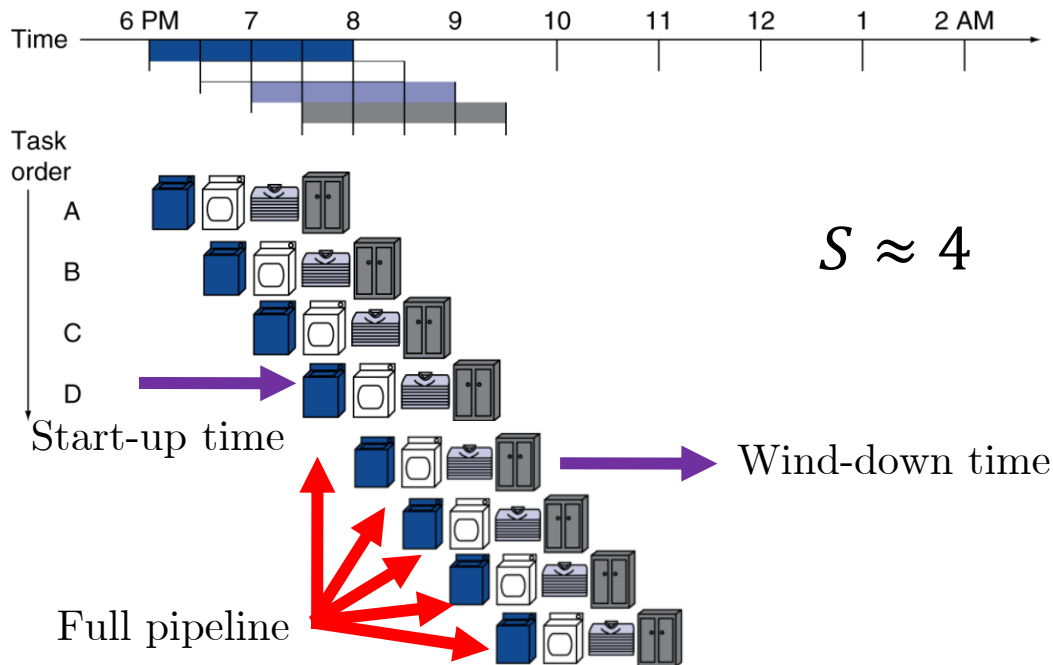 6 PM 7 8 9 10 11 12 1 2 AM
Time
Task
order
A
B
C
D
S ≈ 4
Start-up time
Wind-down time
Full pipeline